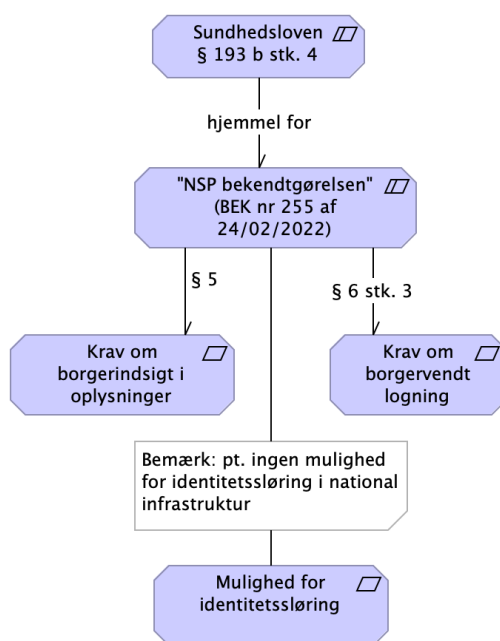 Sundhedsloven
§ 193 b stk. 4
hjemmel for
"NSP bekendtgørelsen"
(BEK nr 255 af
24/02/2022)
§ 5
§ 6 stk. 3
Krav om
borgerindsigt i
oplysninger
Krav om
borgervendt
logning
Bemærk: pt. ingen mulighed
for identitetssløring i national
infrastruktur
Mulighed for
identitetssløring